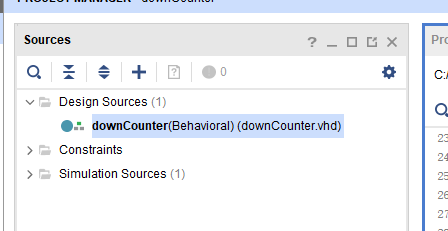 PROJECT MANAGER - downCounter
Sources
Pro
? _ □ X
0
C:/
Design Sources (1)
downCounter(Behavioral) (downCounter.vhd)
Constraints
Simulation Sources (1)
23
24
25
26
27
28